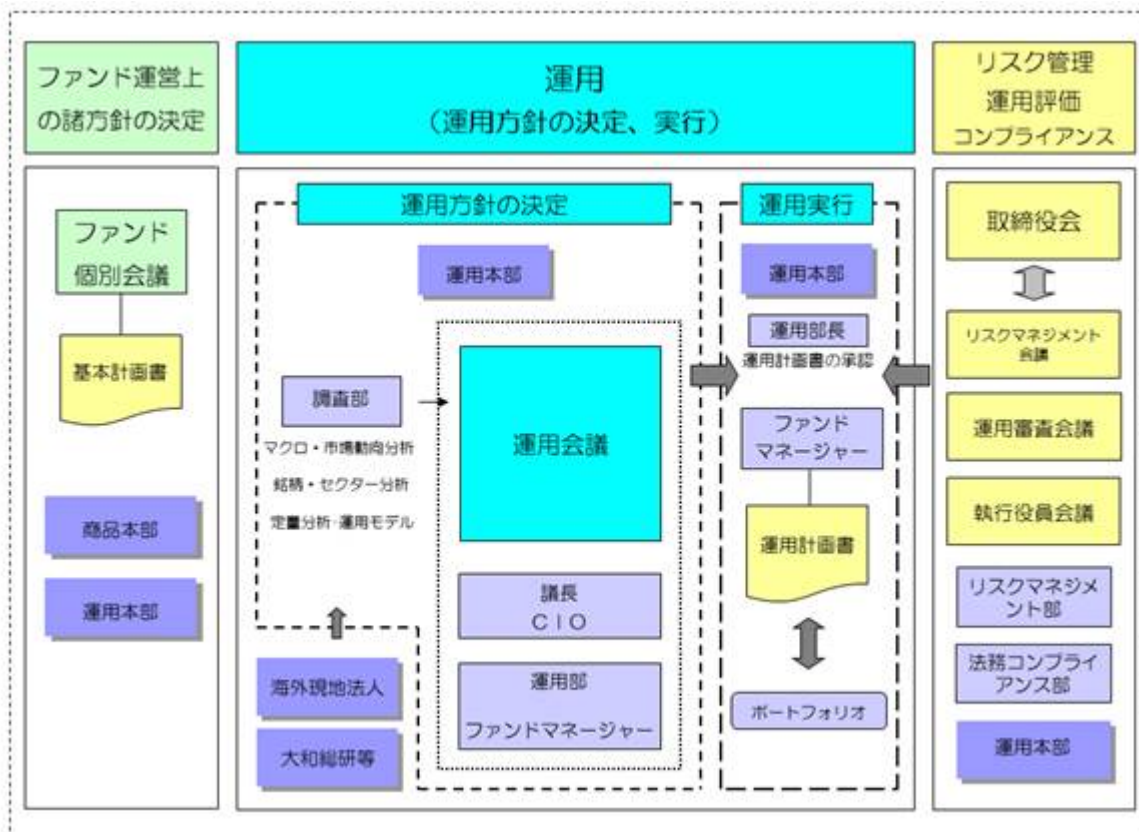 ファンド運営上
の諸方針の決定
運用
（運用方針の決定、実行）
リスク管理
運用評価
コンプライアンス
ファンド
個別会議
基本計画書
商品本部
運用本部
運用方針の決定
運用本部
調査部
マクロ・市場動向分析
銘柄・セクター分析
定量分析・運用モデル
運用会議
議長
ＣＩＯ
運用部
ファンドマネージャー
海外現地法人
大和総研等
運用実行
運用本部
運用部長
運用計画書の承認
ファンド
マネージャー
運用計画書
ポートフォリオ
取締役会
リスクマネジメント
会議
運用審査会議
執行役員会議
リスクマネジメ
ント部
法務コンプライ
アンス部
運用本部